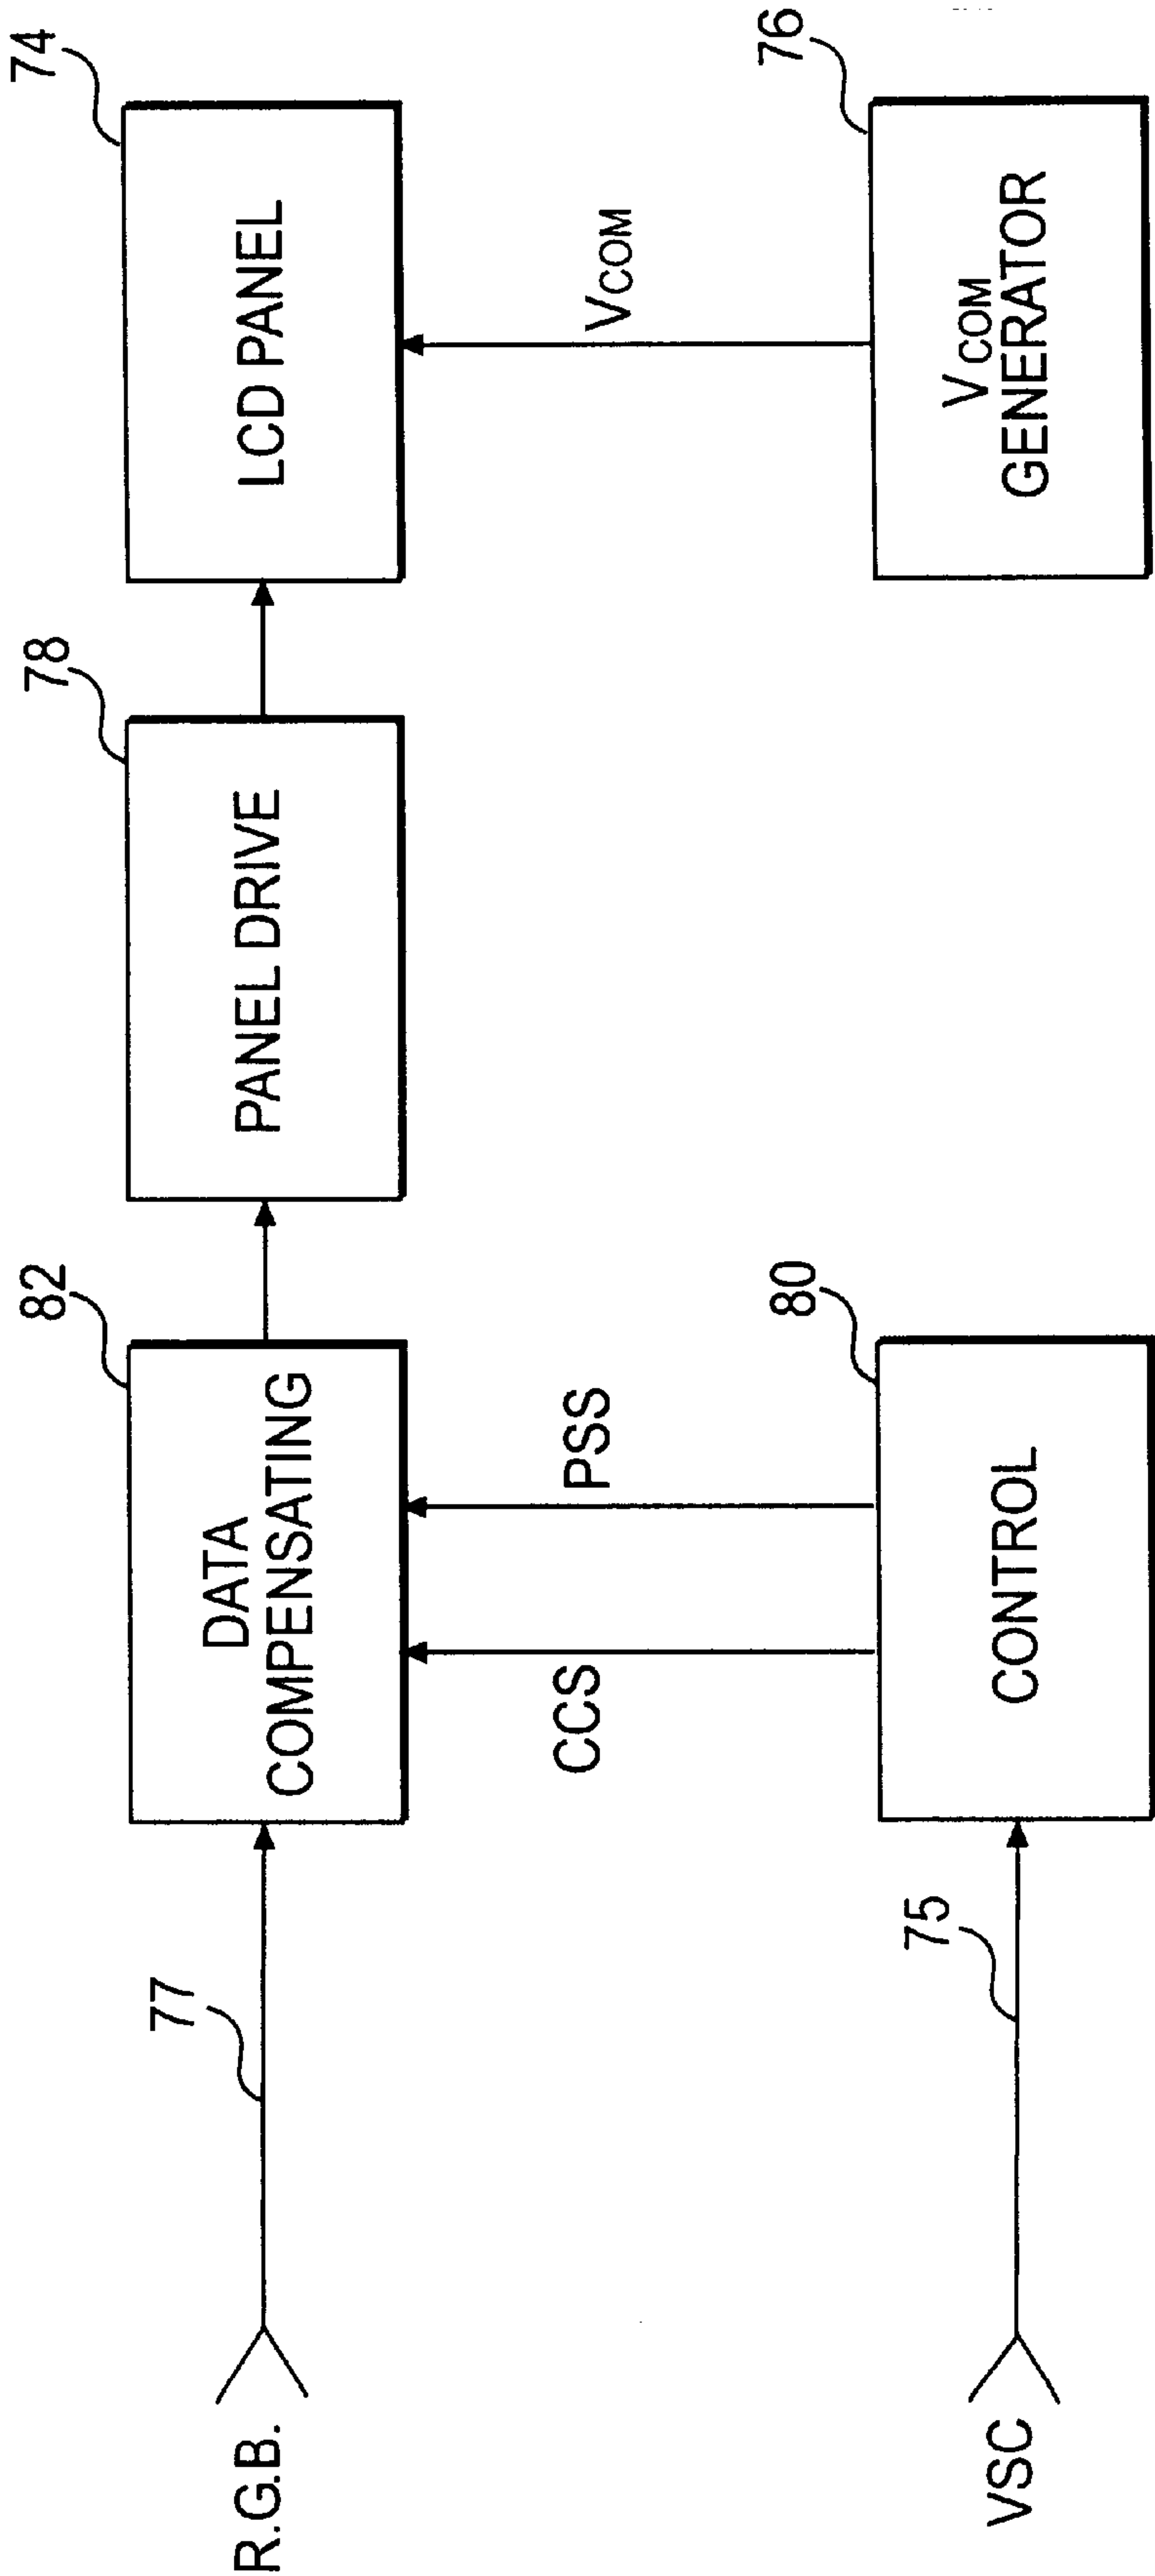 82
78
74
R.G.B.
77
DATA
COMPENSATING
PANEL DRIVE
LCD PANEL
CCS
PSS
VCOM
80
76
VSC
75
CONTROL
VCOM
GENERATOR